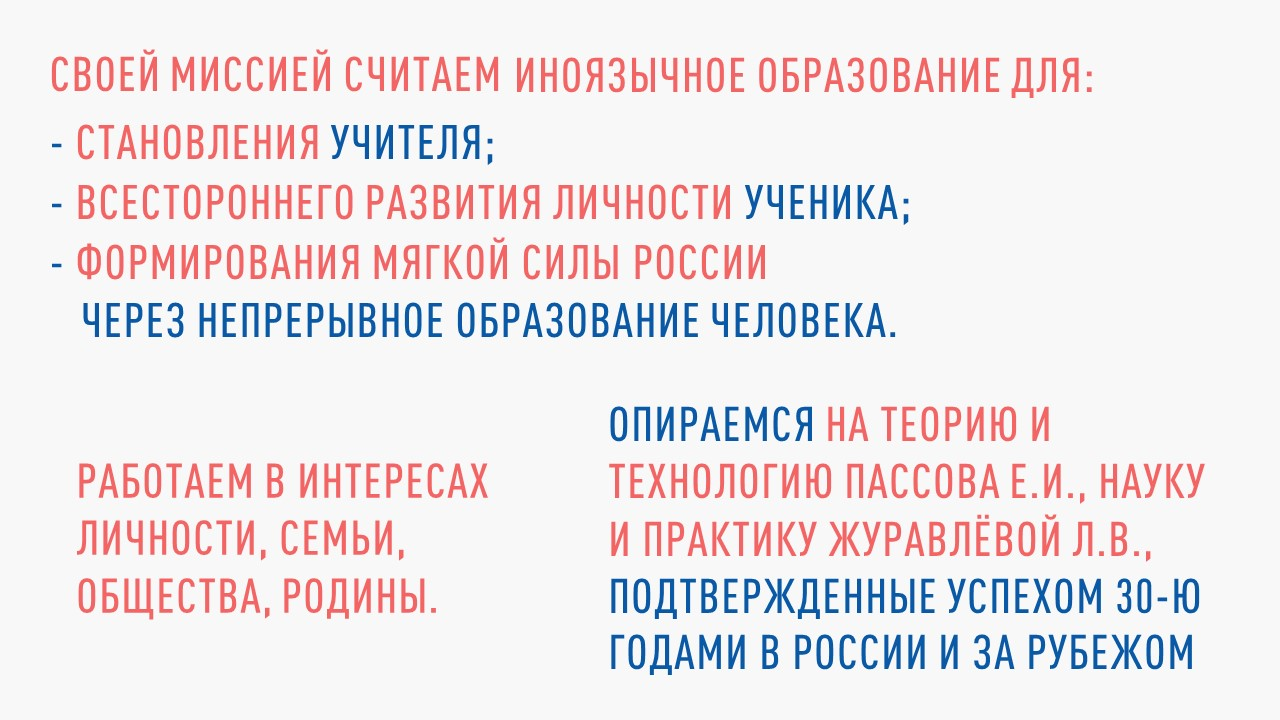 СВОЕЙ МИССИЕЙ СЧИТАЕМ ИНОЯЗЫЧНОЕ ОБРАЗОВАНИЕ ДЛЯ:
- СТАНОВЛЕНИЯ УЧИТЕЛЯ;
- ВСЕСТОРОННЕГО РАЗВИТИЯ ЛИЧНОСТИ УЧЕНИКА;
- ФОРМИРОВАНИЯ МЯГКОЙ СИЛЫ РОССИИ
ЧЕРЕЗ НЕПРЕРЫВНОЕ ОБРАЗОВАНИЕ ЧЕЛОВЕКА.
РАБОТАЕМ В ИНТЕРЕСАХ
ЛИЧНОСТИ, СЕМЬИ,
ОБЩЕСТВА, РОДИНЫ.
ОПИРАЕМСЯ НА ТЕОРИЮ И
ТЕХНОЛОГИЮ ПАССОВА Е.И., НАУКУ
И ПРАКТИКУ ЖУРАВЛЁВОЙ Л.В.,
ПОДТВЕРЖДЕННЫЕ УСПЕХОМ 30-Ю
ГОДАМИ В РОССИИ И ЗА РУБЕЖОМ